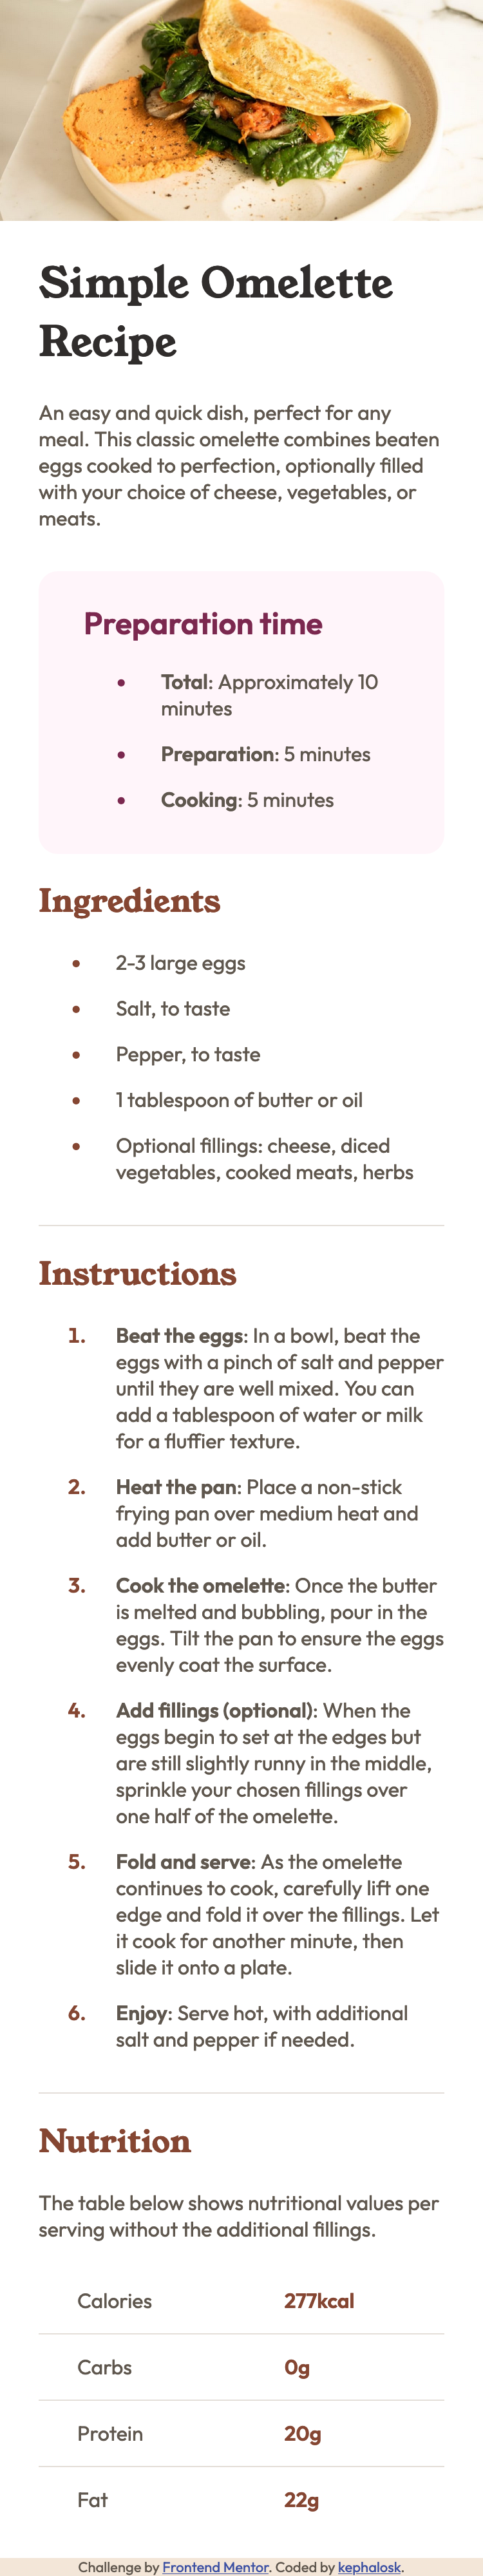 Simple Omelette
Recipe
An easy and quick dish, perfect for any
meal. This classic omelette combines beaten
eggs cooked to perfection, optionally filled
with your choice of cheese, vegetables, or
meats.
Preparation time
• Total: Approximately 10
minutes
• Preparation: 5 minutes
• Cooking: 5 minutes
Ingredients
• 2-3 large eggs
• Salt, to taste
• Pepper, to taste
• 1 tablespoon of butter or oil
• Optional fillings: cheese, diced
vegetables, cooked meats, herbs
Instructions
1. Beat the eggs: In a bowl, beat the
eggs with a pinch of salt and pepper
until they are well mixed. You can
add a tablespoon of water or milk
for a fluffier texture.
2. Heat the pan: Place a non-stick
frying pan over medium heat and
add butter or oil.
3. Cook the omelette: Once the butter
is melted and bubbling, pour in the
eggs. Tilt the pan to ensure the eggs
evenly coat the surface.
4. Add fillings (optional): When the
eggs begin to set at the edges but
are still slightly runny in the middle,
sprinkle your chosen fillings over
one half of the omelette.
5. Fold and serve: As the omelette
continues to cook, carefully lift one
edge and fold it over the fillings. Let
it cook for another minute, then
slide it onto a plate.
6. Enjoy: Serve hot, with additional
salt and pepper if needed.
Nutrition
The table below shows nutritional values per
serving without the additional fillings.
Calories 277kcal
Carbs 0g
Protein 20g
Fat 22g
Challenge by Frontend Mentor. Coded by kephalosk.